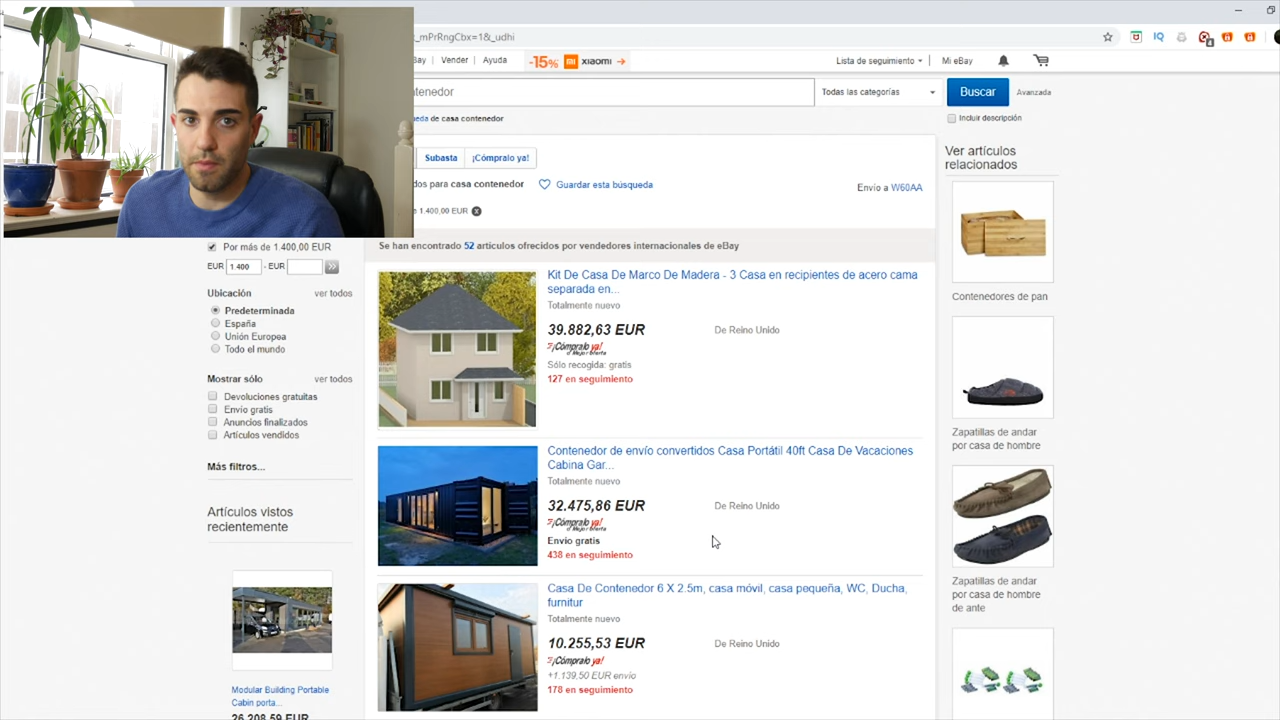 _mPrRngCbx=1&_udhi
IQ
4
Bay Vender Ayuda
-15% mi xiaomi →
Lista de seguimiento Mi eBay
ntenedor
Todas las categorías
Buscar
Avanzada
Incluir descripción
ueda de casa contenedor
Subasta ¡Cómpralo ya!
dos para casa contenedor Guardar esta búsqueda
Envío a W60AA
e 1.400,00 EUR
Por más de 1.400,00 EUR
EUR 1.400 - EUR
Ubicación ver todos
Predeterminada
España
Unión Europea
Todo el mundo
Mostrar sólo ver todos
Devoluciones gratuitas
Envío gratis
Anuncios finalizados
Artículos vendidos
Más filtros...
Artículos vistos
recientemente
Modular Building Portable
Cabin porta...
26.208,59 EUR
Se han encontrado 52 artículos ofrecidos por vendedores internacionales de eBay
Kit De Casa De Marco De Madera - 3 Casa en recipientes de acero cama
separada en...
Totalmente nuevo
39.882,63 EUR De Reino Unido
¡Cómpralo ya!
o Mejor oferta
Sólo recogida: gratis
127 en seguimiento
Contenedor de envío convertidos Casa Portátil 40ft Casa De Vacaciones
Cabina Gar...
Totalmente nuevo
32.475,86 EUR De Reino Unido
¡Cómpralo ya!
o Mejor oferta
Envío gratis
438 en seguimiento
Casa De Contenedor 6 X 2.5m, casa móvil, casa pequeña, WC, Ducha,
furnitur
Totalmente nuevo
10.255,53 EUR De Reino Unido
¡Cómpralo ya!
+1.139,50 EUR envío
178 en seguimiento
Ver artículos
relacionados
Contenedores de pan
Zapatillas de andar
por casa de hombre
Zapatillas de andar
por casa de hombre
de ante